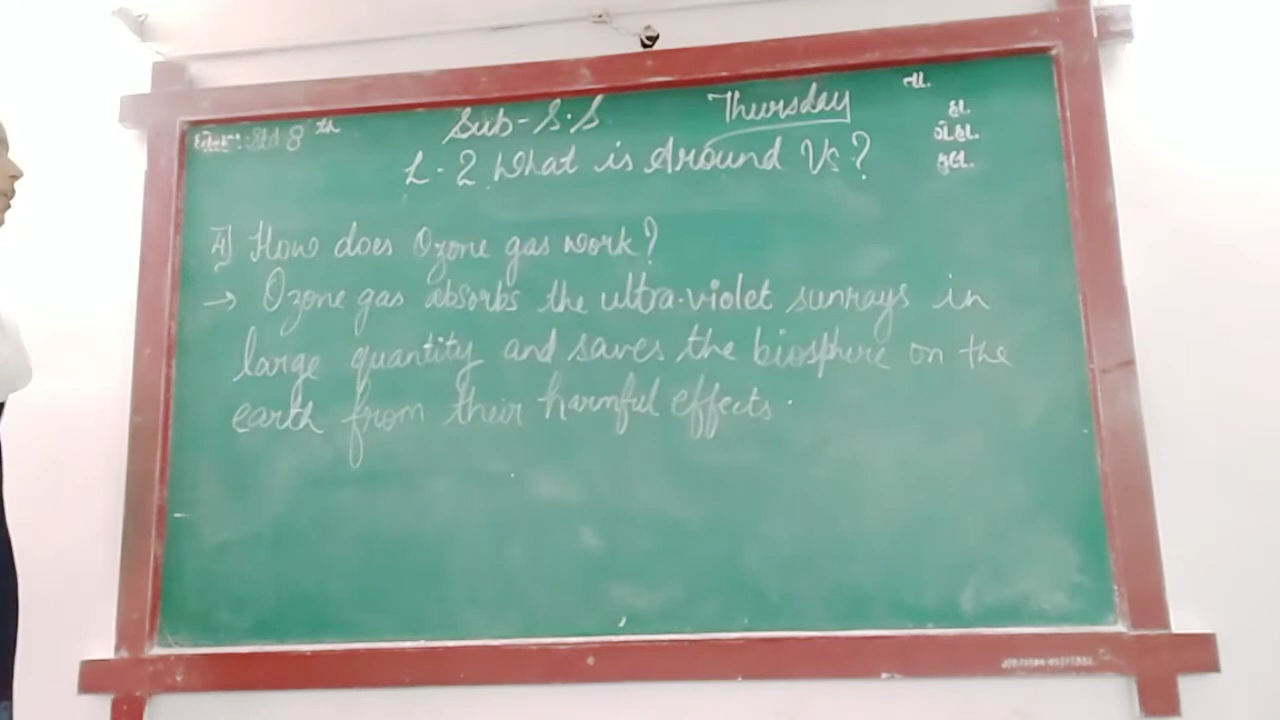 Std 8th
Sub-S.S
Thursday
તા.
હા.
ગે.હા.
કુલ.
L-2 What is Around Us?
4) How does Ozone gas work?
→ Ozone gas absorbs the ultra-violet sunrays in
large quantity and saves the biosphere on the
earth from their harmful effects.